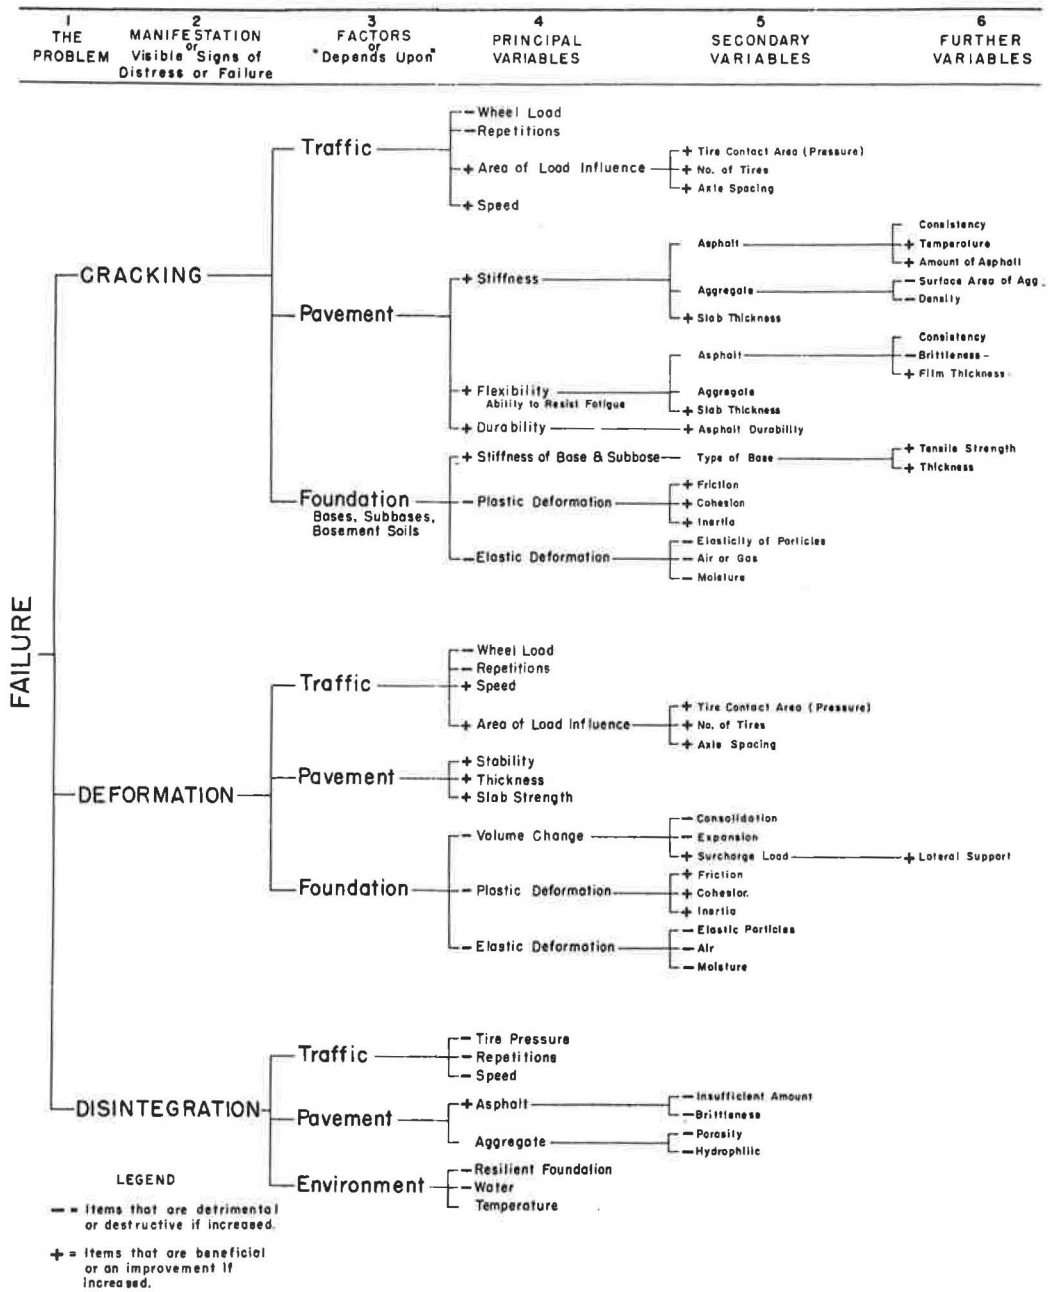 1 2 3 4 5 6
THE PROBLEM
MANIFESTATION
or
Visible Signs of
Distress or Failure
FACTORS
or
"Depends Upon"
PRINCIPAL
VARIABLES
SECONDARY
VARIABLES
FURTHER
VARIABLES
FAILURE
CRACKING
Traffic
- Wheel Load
- Repetitions
+ Area of Load Influence
+ Tire Contact Area (Pressure)
+ No. of Tires
+ Axle Spacing
+ Speed
Pavement
+ Stiffness
Asphalt
Consistency
+ Temperature
+ Amount of Asphalt
Aggregate
- Surface Area of Agg.
- Density
+ Slab Thickness
+ Flexibility
Ability to Resist Fatigue
Asphalt
Consistency
- Brittleness -
+ Film Thickness
Aggregate
+ Slab Thickness
+ Durability
+ Asphalt Durability
Foundation
Bases, Subbases,
Basement Soils
+ Stiffness of Base & Subbase
Type of Base
+ Tensile Strength
+ Thickness
- Plastic Deformation
+ Friction
+ Cohesion
+ Inertia
- Elastic Deformation
- Elasticity of Particles
- Air or Gas
- Moisture
DEFORMATION
Traffic
- Wheel Load
- Repetitions
+ Speed
+ Area of Load Influence
+ Tire Contact Area (Pressure)
+ No. of Tires
+ Axle Spacing
Pavement
+ Stability
+ Thickness
+ Slab Strength
Foundation
- Volume Change
- Consolidation
- Expansion
+ Surcharge Load
+ Lateral Support
- Plastic Deformation
+ Friction
+ Cohesior.
+ Inertia
- Elastic Deformation
- Elastic Particles
- Air
- Moisture
DISINTEGRATION
Traffic
- Tire Pressure
- Repetitions
- Speed
Pavement
+ Asphalt
- Insufficient Amount
- Brittleness
Aggregate
- Porosity
- Hydrophilic
Environment
- Resilient Foundation
- Water
Temperature
LEGEND
- = Items that are detrimental
or destructive if increased.
+ = Items that are beneficial
or an improvement if
increased.